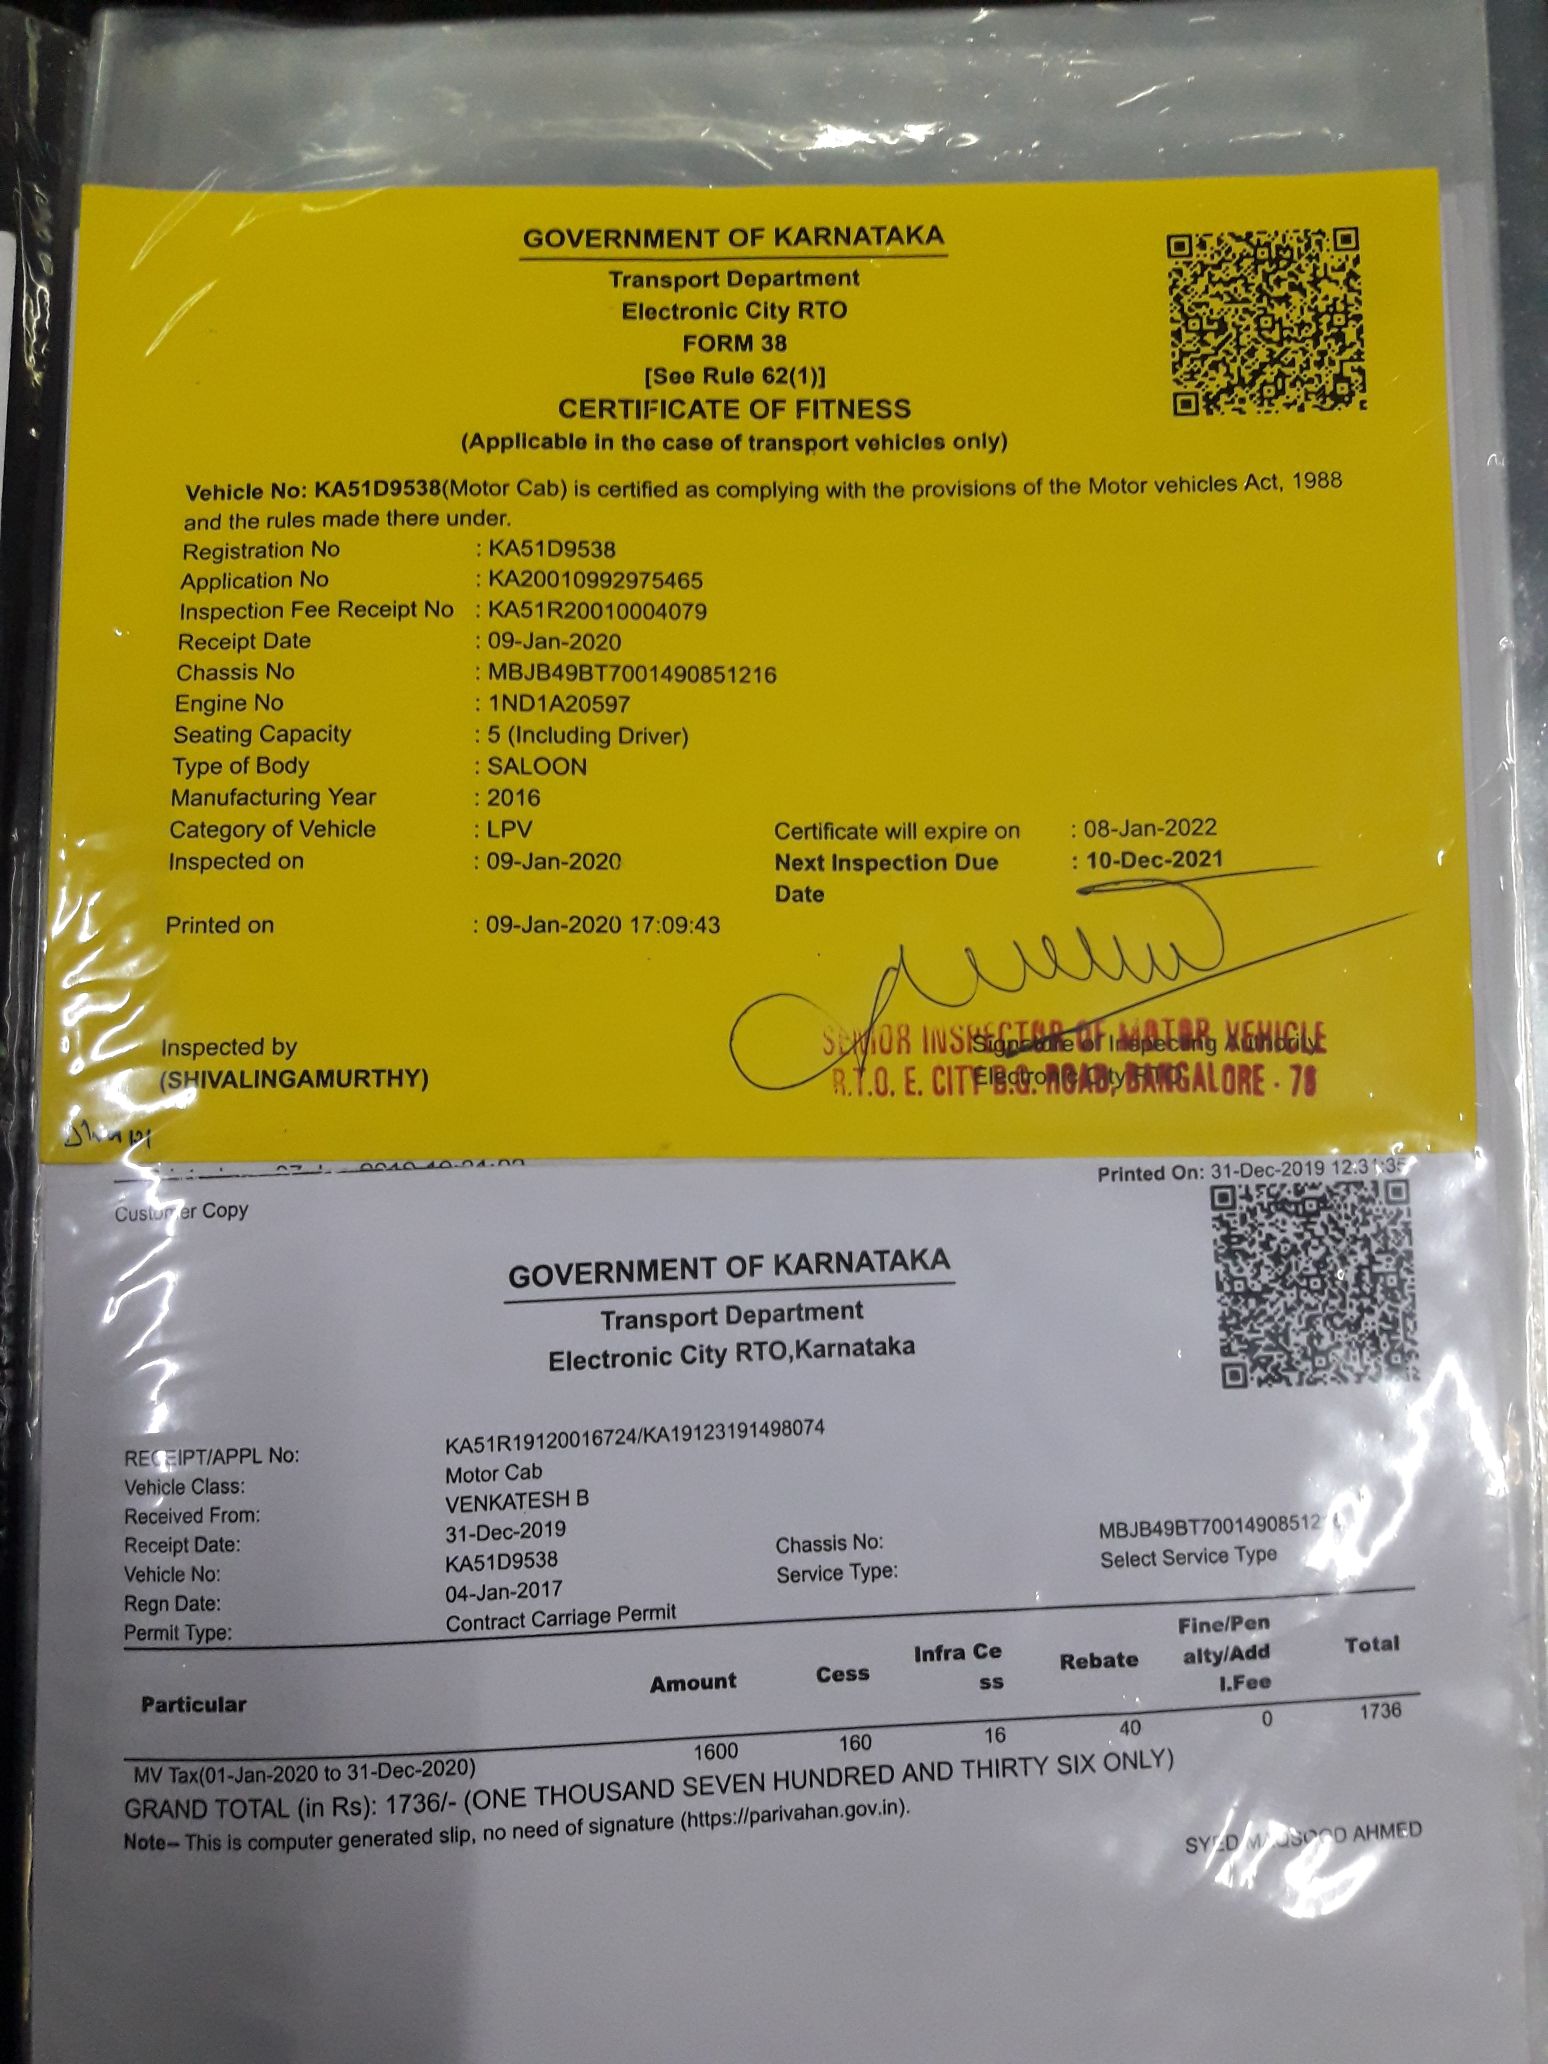 GOVERNMENT OF KARNATAKA
Transport Department
Electronic City RTO
FORM 38
[See Rule 62(1)]
CERTIFICATE OF FITNESS
(Applicable in the case of transport vehicles only)
Vehicle No: KA51D9538(Motor Cab) is certified as complying with the provisions of the Motor vehicles Act, 1988
and the rules made there under.
Registration No : KA51D9538
Application No : KA20010992975465
Inspection Fee Receipt No : KA51R20010004079
Receipt Date : 09-Jan-2020
Chassis No : MBJB49BT7001490851216
Engine No : 1ND1A20597
Seating Capacity : 5 (Including Driver)
Type of Body : SALOON
Manufacturing Year : 2016
Category of Vehicle : LPV Certificate will expire on : 08-Jan-2022
Inspected on : 09-Jan-2020 Next Inspection Due : 10-Dec-2021
Date
Printed on : 09-Jan-2020 17:09:43
SENIOR INSPECTOR OF MOTOR VEHICLE
Inspected by Signature of Inspecting Authority
R.T.O. E. CITY B.G. ROAD, BANGALORE - 76
(SHIVALINGAMURTHY) Electronic City RTO
Printed On: 31-Dec-2019 12:31:35
Customer Copy
GOVERNMENT OF KARNATAKA
Transport Department
Electronic City RTO,Karnataka
RECEIPT/APPL No: KA51R19120016724/KA19123191498074
Vehicle Class: Motor Cab
Received From: VENKATESH B
Receipt Date: 31-Dec-2019 Chassis No: MBJB49BT70014908512
Vehicle No: KA51D9538 Service Type: Select Service Type
Regn Date: 04-Jan-2017
Permit Type: Contract Carriage Permit
Particular Amount Cess Infra Ce ss Rebate Fine/Pen alty/Add l.Fee Total
MV Tax(01-Jan-2020 to 31-Dec-2020) 1600 160 16 40 0 1736
GRAND TOTAL (in Rs): 1736/- (ONE THOUSAND SEVEN HUNDRED AND THIRTY SIX ONLY)
Note-- This is computer generated slip, no need of signature (https://parivahan.gov.in).
SYED MAQSOOD AHMED